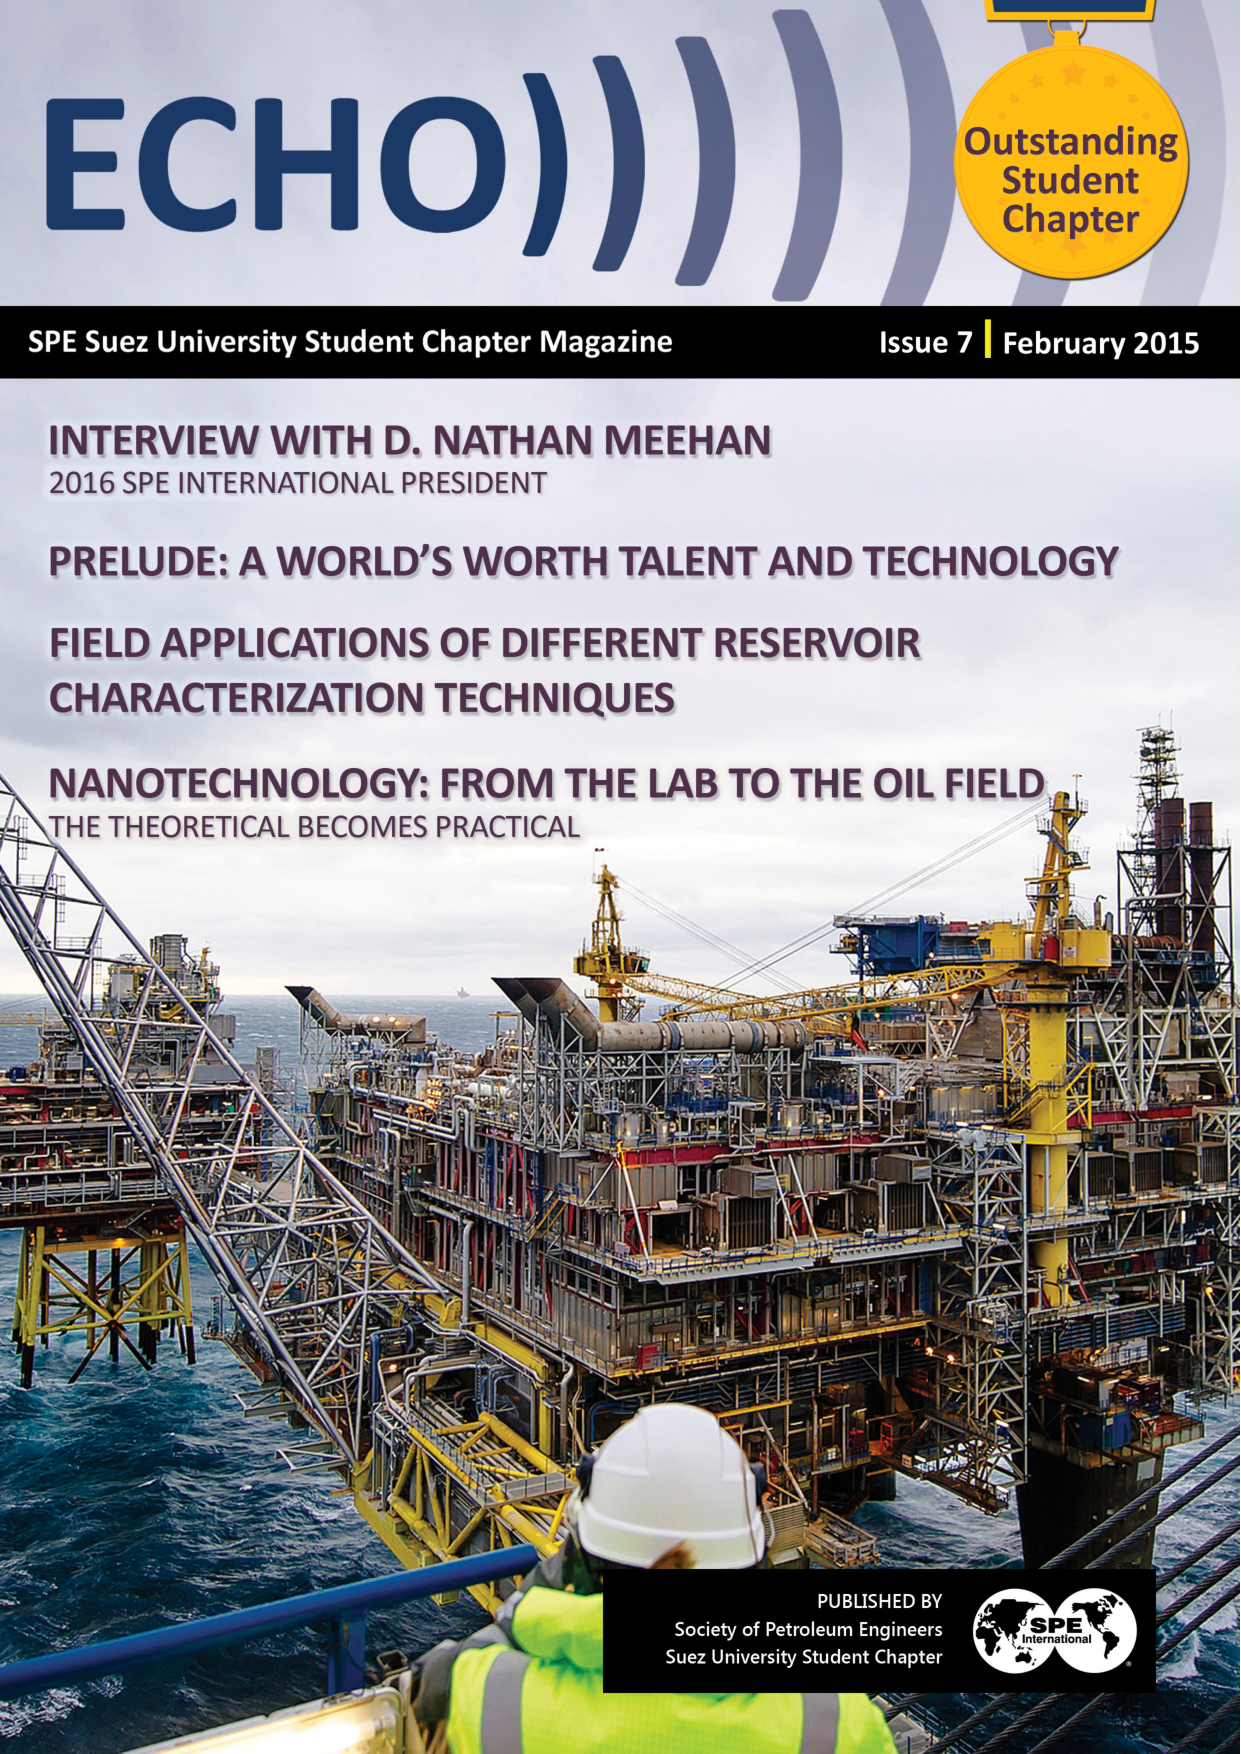 ECHO
Outstanding
Student
Chapter
SPE Suez University Student Chapter Magazine
Issue 7 | February 2015
INTERVIEW WITH D. NATHAN MEEHAN
2016 SPE INTERNATIONAL PRESIDENT
PRELUDE: A WORLD’S WORTH TALENT AND TECHNOLOGY
FIELD APPLICATIONS OF DIFFERENT RESERVOIR
CHARACTERIZATION TECHNIQUES
NANOTECHNOLOGY: FROM THE LAB TO THE OIL FIELD
THE THEORETICAL BECOMES PRACTICAL
PUBLISHED BY
Society of Petroleum Engineers
Suez University Student Chapter
SPE
International